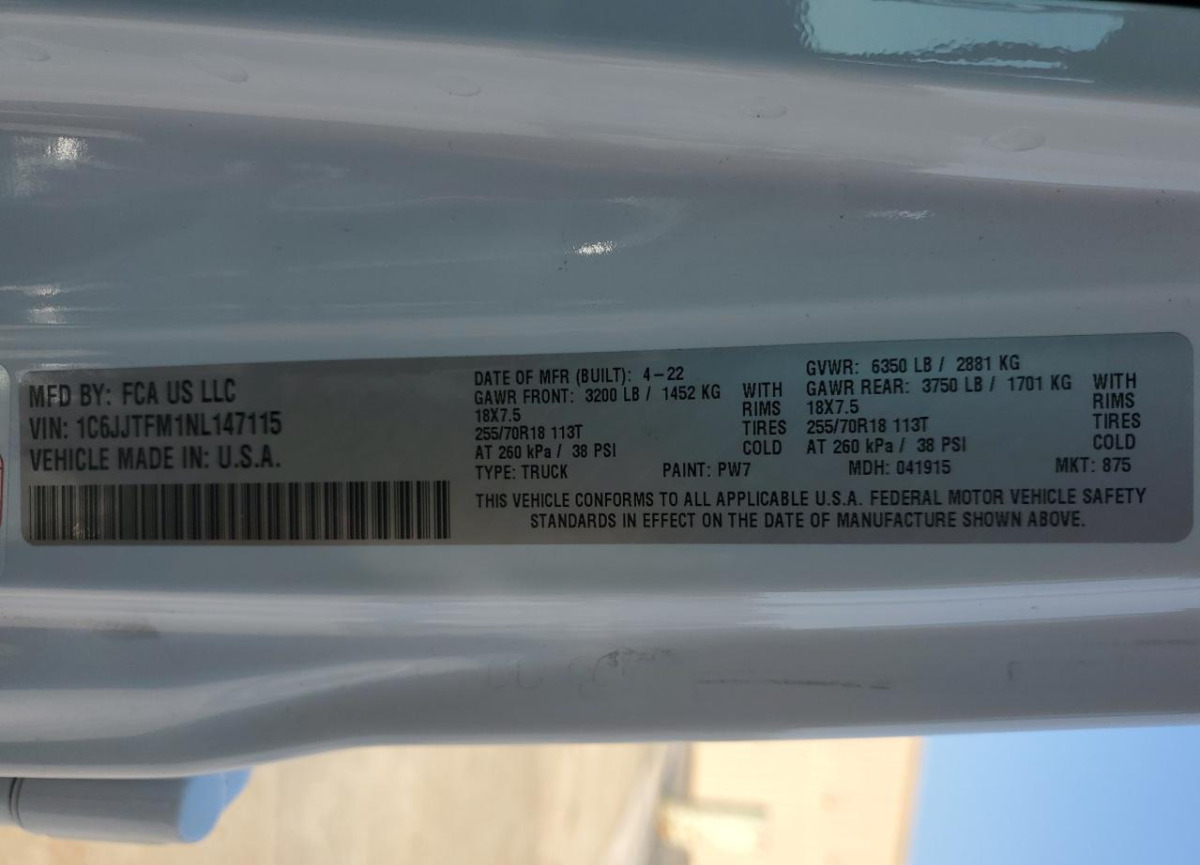 MFD BY: FCA US LLC
VIN: 1C6JJTFM1NL147115
VEHICLE MADE IN: U.S.A.
DATE OF MFR (BUILT): 4-22
GAWR FRONT: 3200 LB / 1452 KG WITH
18X7.5 RIMS
255/70R18 113T TIRES
AT 260 kPa / 38 PSI COLD
GVWR: 6350 LB / 2881 KG
GAWR REAR: 3750 LB / 1701 KG WITH
18X7.5 RIMS
255/70R18 113T TIRES
AT 260 kPa / 38 PSI COLD
TYPE: TRUCK PAINT: PW7 MDH: 041915 MKT: 875
THIS VEHICLE CONFORMS TO ALL APPLICABLE U.S.A. FEDERAL MOTOR VEHICLE SAFETY
STANDARDS IN EFFECT ON THE DATE OF MANUFACTURE SHOWN ABOVE.